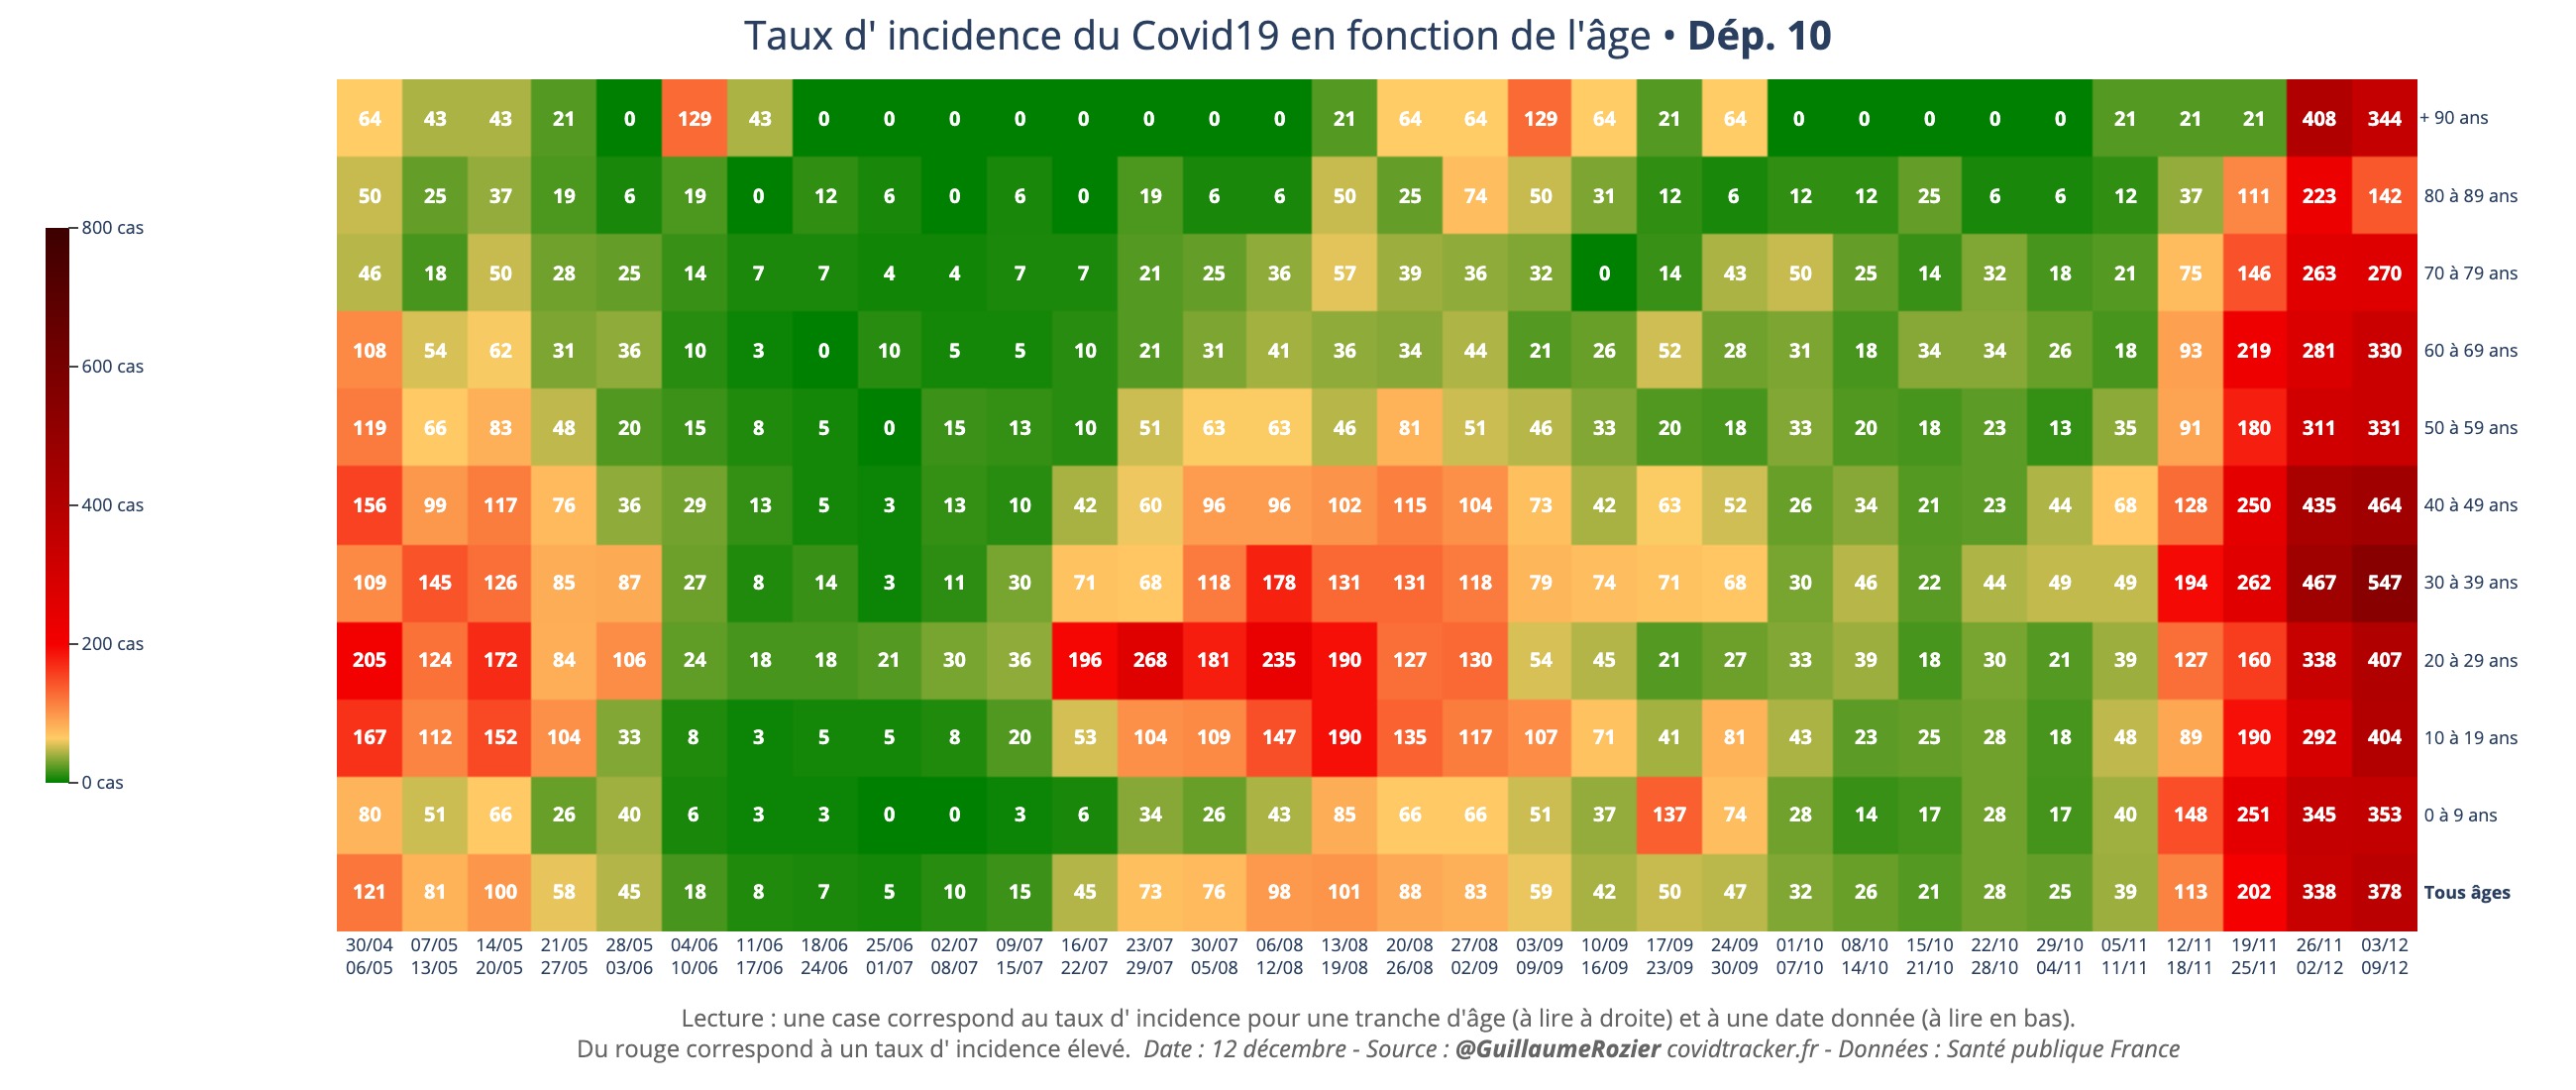 Taux d' incidence du Covid19 en fonction de l'âge • Dép. 10
64 43 43 21 0 129 43 0 0 0 0 0 0 0 0 21 64 64 129 64 21 64 0 0 0 0 0 21 21 21 408 344 + 90 ans
50 25 37 19 6 19 0 12 6 0 6 0 19 6 6 50 25 74 50 31 12 6 12 12 25 6 6 12 37 111 223 142 80 à 89 ans
800 cas
46 18 50 28 25 14 7 7 4 4 7 7 21 25 36 57 39 36 32 0 14 43 50 25 14 32 18 21 75 146 263 270 70 à 79 ans
108 54 62 31 36 10 3 0 10 5 5 10 21 31 41 36 34 44 21 26 52 28 31 18 34 34 26 18 93 219 281 330 60 à 69 ans
600 cas
119 66 83 48 20 15 8 5 0 15 13 10 51 63 63 46 81 51 46 33 20 18 33 20 18 23 13 35 91 180 311 331 50 à 59 ans
400 cas
156 99 117 76 36 29 13 5 3 13 10 42 60 96 96 102 115 104 73 42 63 52 26 34 21 23 44 68 128 250 435 464 40 à 49 ans
109 145 126 85 87 27 8 14 3 11 30 71 68 118 178 131 131 118 79 74 71 68 30 46 22 44 49 49 194 262 467 547 30 à 39 ans
200 cas
205 124 172 84 106 24 18 18 21 30 36 196 268 181 235 190 127 130 54 45 21 27 33 39 18 30 21 39 127 160 338 407 20 à 29 ans
167 112 152 104 33 8 3 5 5 8 20 53 104 109 147 190 135 117 107 71 41 81 43 23 25 28 18 48 89 190 292 404 10 à 19 ans
0 cas
80 51 66 26 40 6 3 3 0 0 3 6 34 26 43 85 66 66 51 37 137 74 28 14 17 28 17 40 148 251 345 353 0 à 9 ans
121 81 100 58 45 18 8 7 5 10 15 45 73 76 98 101 88 83 59 42 50 47 32 26 21 28 25 39 113 202 338 378 Tous âges
30/04 07/05 14/05 21/05 28/05 04/06 11/06 18/06 25/06 02/07 09/07 16/07 23/07 30/07 06/08 13/08 20/08 27/08 03/09 10/09 17/09 24/09 01/10 08/10 15/10 22/10 29/10 05/11 12/11 19/11 26/11 03/12
06/05 13/05 20/05 27/05 03/06 10/06 17/06 24/06 01/07 08/07 15/07 22/07 29/07 05/08 12/08 19/08 26/08 02/09 09/09 16/09 23/09 30/09 07/10 14/10 21/10 28/10 04/11 11/11 18/11 25/11 02/12 09/12
Lecture : une case correspond au taux d' incidence pour une tranche d'âge (à lire à droite) et à une date donnée (à lire en bas).
Du rouge correspond à un taux d' incidence élevé. Date : 12 décembre - Source : @GuillaumeRozier covidtracker.fr - Données : Santé publique France